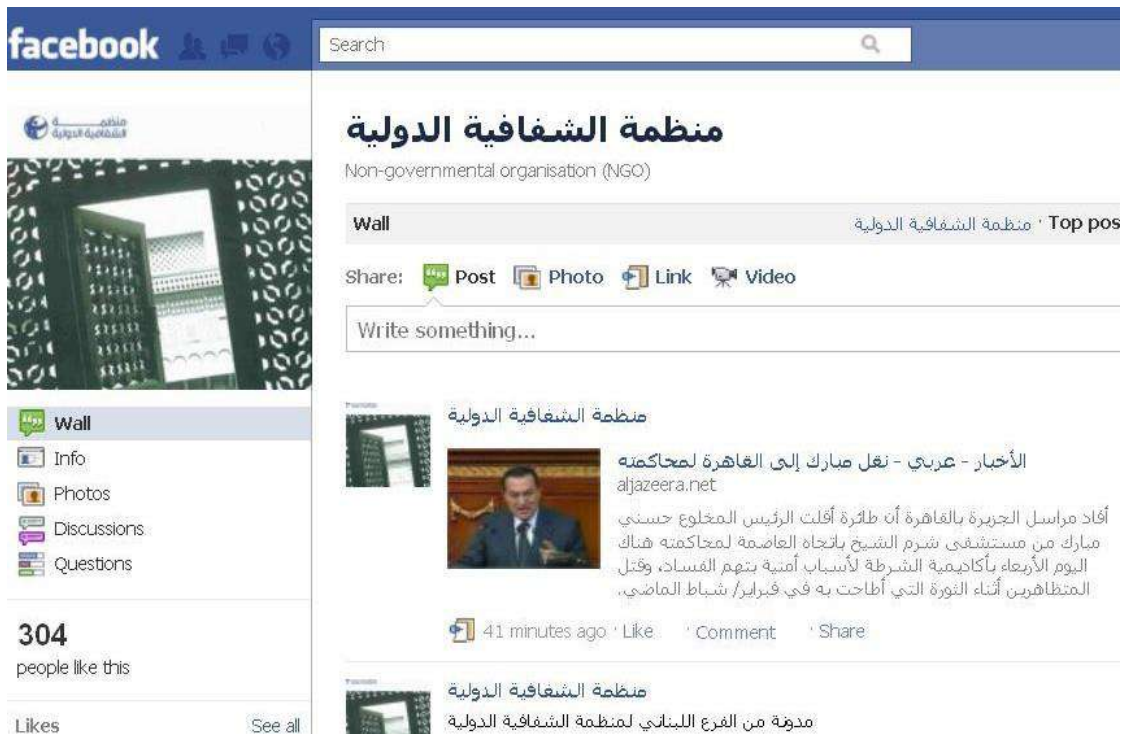 facebook
Search
منظمة
الشفافية الدولية
منظمة الشفافية الدولية
Non-governmental organisation (NGO)
Wall
منظمة الشفافية الدولية · Top pos
Share: Post Photo Link Video
Write something...
Wall
Info
Photos
Discussions
Questions
304
people like this
Likes
See all
منظمة الشفافية الدولية
الأخبار - عربي - نقل مبارك إلى القاهرة لمحاكمته
aljazeera.net
أفاد مراسل الجزيرة بالقاهرة أن طائرة أقلت الرئيس المخلوع حسني
مبارك من مستشفى شرم الشيخ باتجاه العاصمة لمحاكمته هناك
اليوم الأربعاء بأكاديمية الشرطة لأسباب أمنية بتهم الفساد، وقتل
المتظاهرين أثناء الثورة التي أطاحت به في فبراير/ شباط الماضي.
41 minutes ago · Like · Comment · Share
منظمة الشفافية الدولية
مدونة من الفرع اللبناني لمنظمة الشفافية الدولية